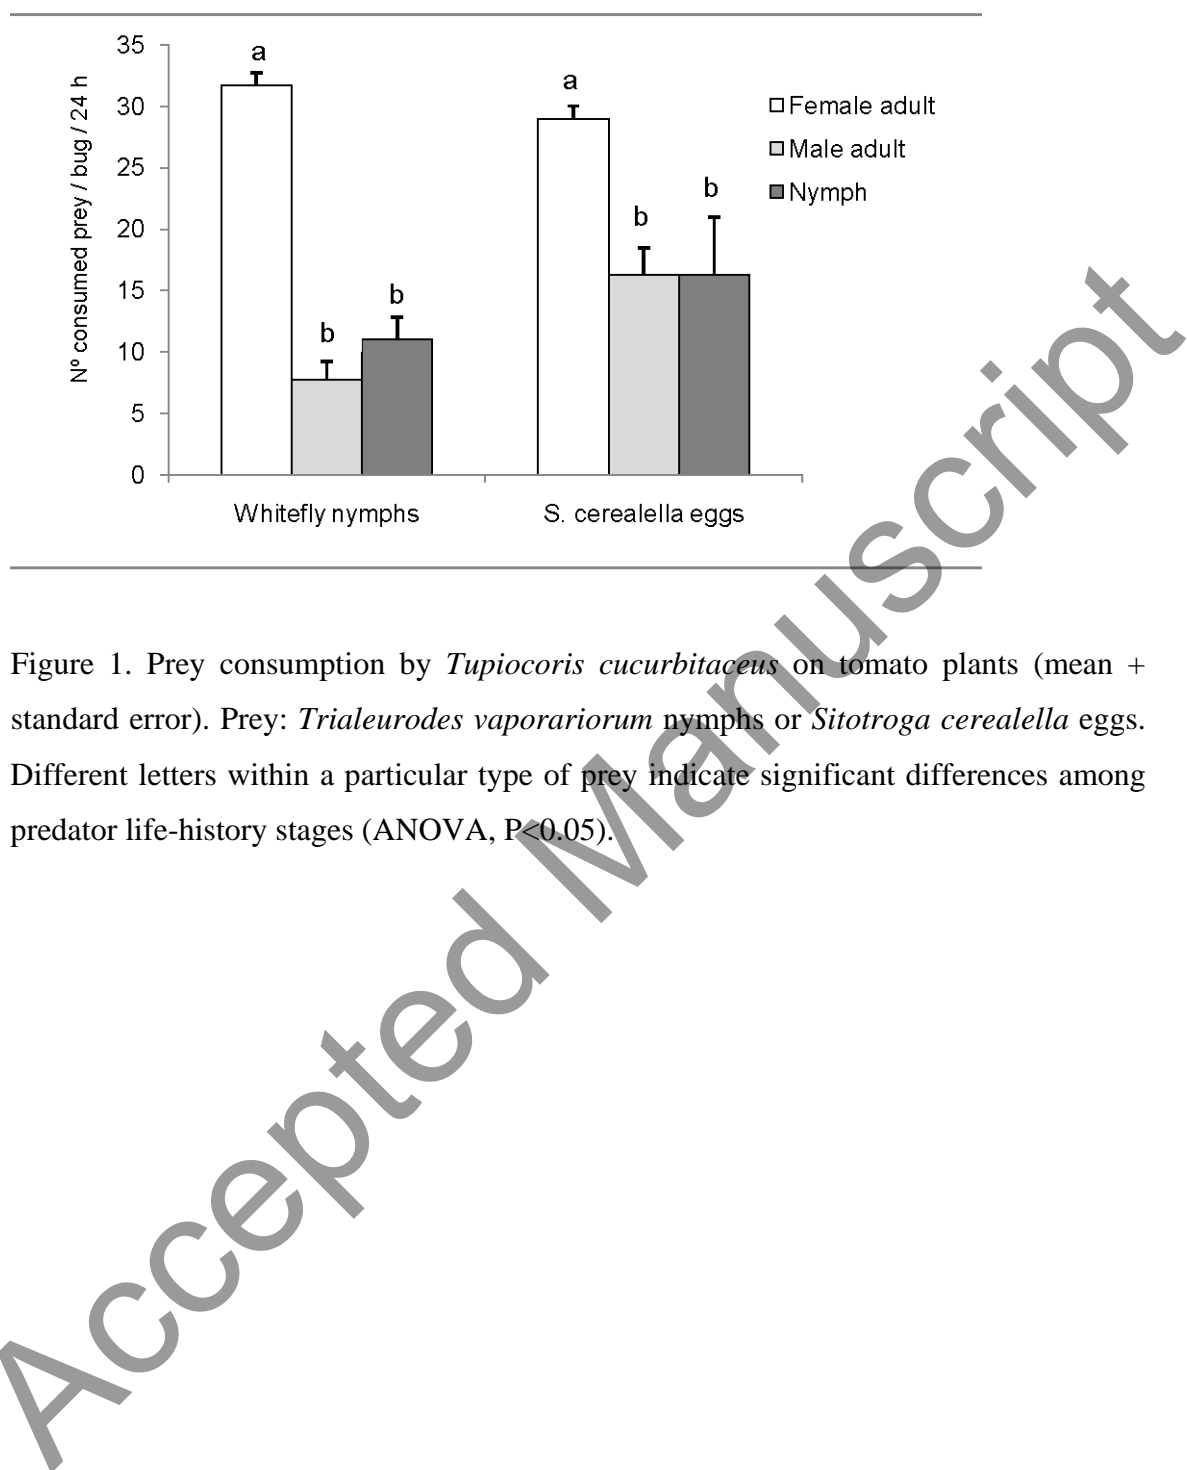 35
30
25
20
15
10
5
0
Nº consumed prey / bug / 24 h
a
b
b
a
b
b
Female adult
Male adult
Nymph
Whitefly nymphs
S. cerealella eggs
Figure 1. Prey consumption by Tupiocoris cucurbitaceus on tomato plants (mean +
standard error). Prey: Trialeurodes vaporariorum nymphs or Sitotroga cerealella eggs.
Different letters within a particular type of prey indicate significant differences among
predator life-history stages (ANOVA, P<0.05).
Accepted Manuscript